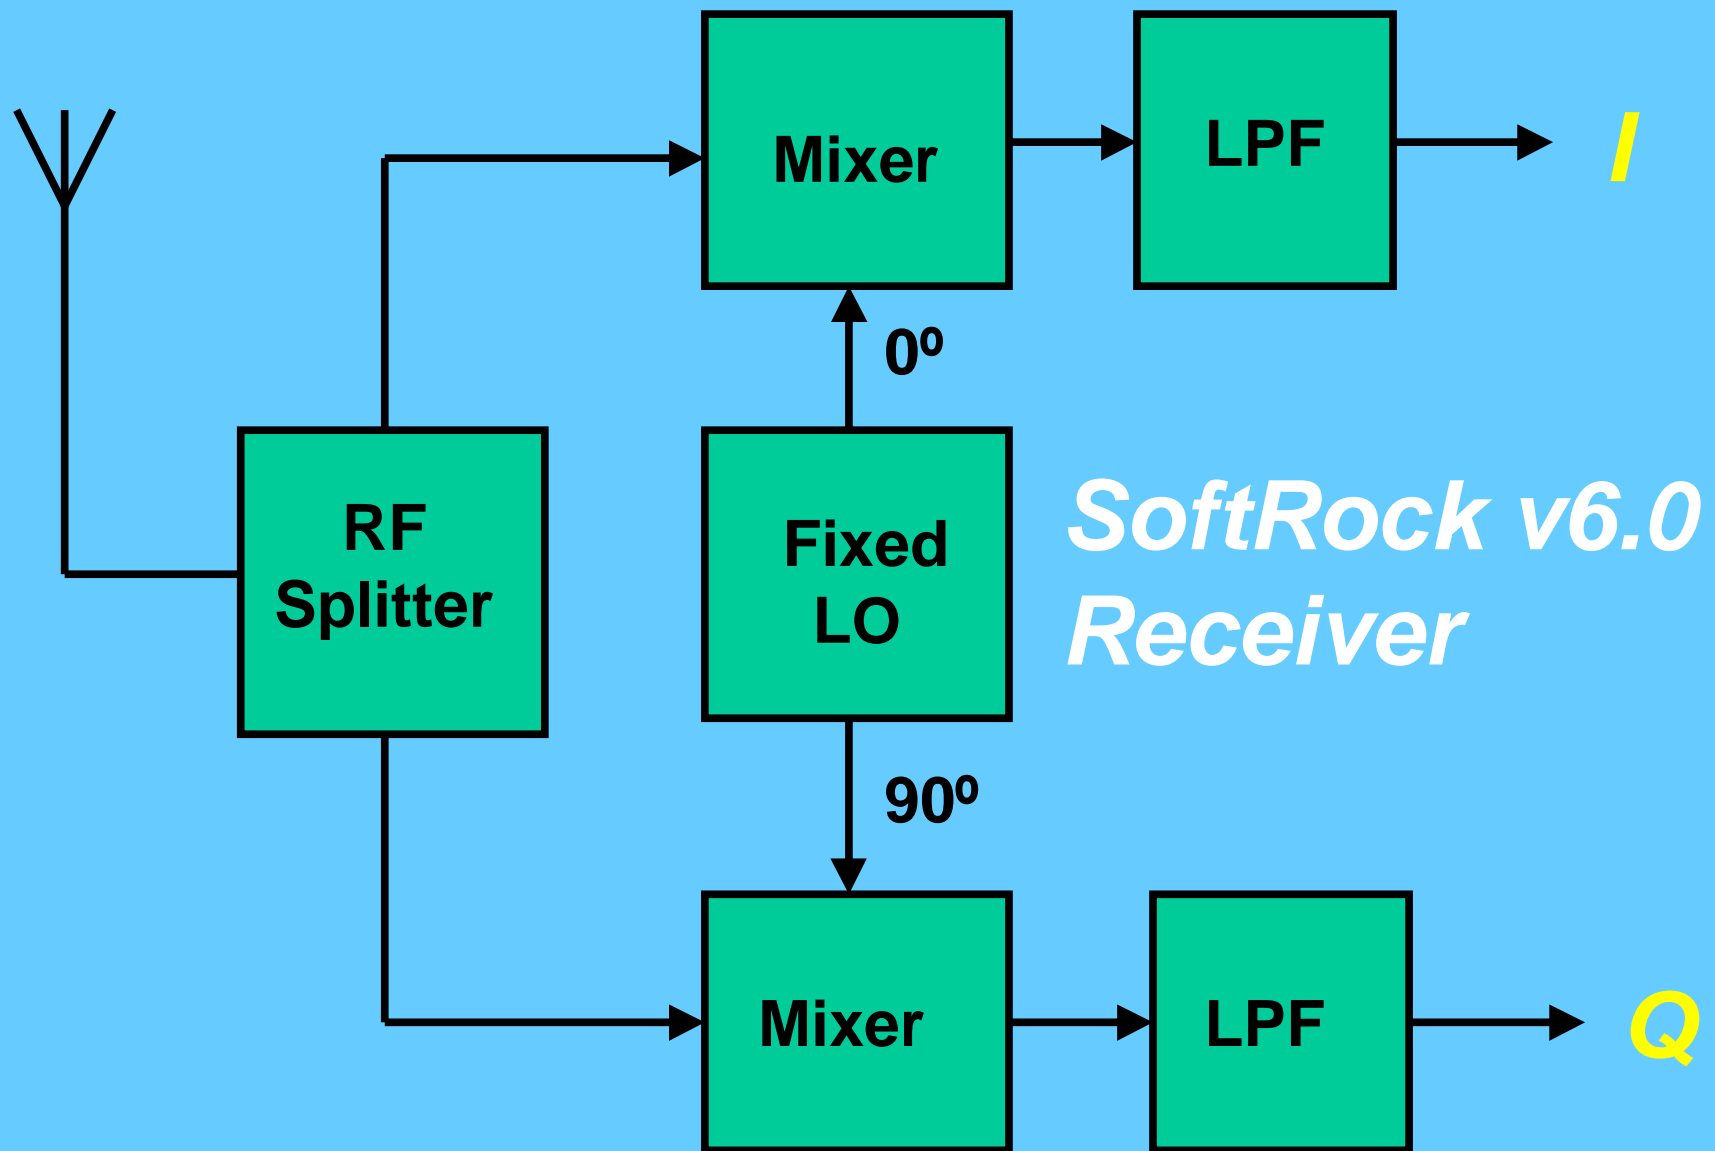 Mixer
LPF
I
0º
RF
Splitter
Fixed
LO
SoftRock v6.0
Receiver
90º
Mixer
LPF
Q